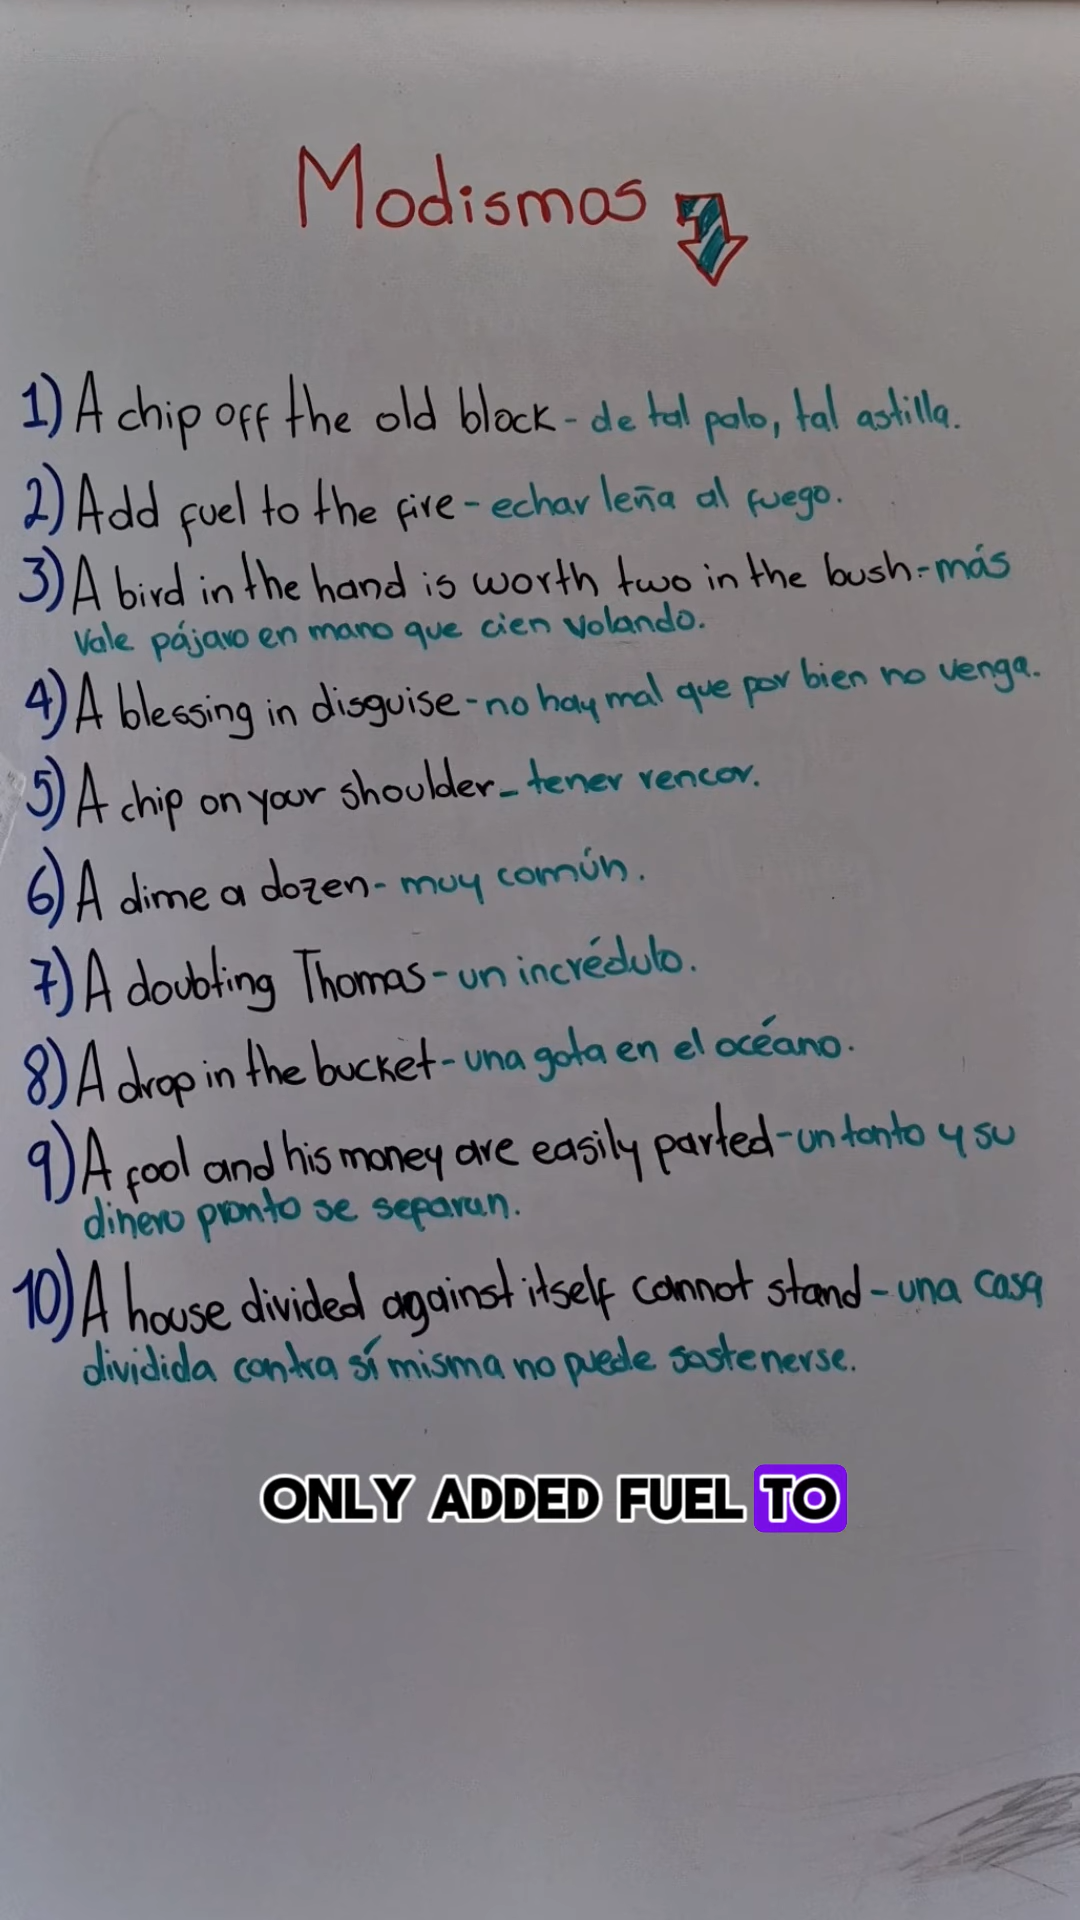 Modismos
1) A chip off the old block - de tal palo, tal astilla.
2) Add fuel to the fire - echar leña al fuego.
3) A bird in the hand is worth two in the bush - más
vale pájaro en mano que cien volando.
4) A blessing in disguise - no hay mal que por bien no venga.
5) A chip on your shoulder - tener rencor.
6) A dime a dozen - muy común.
7) A doubting Thomas - un incrédulo.
8) A drop in the bucket - una gota en el océano.
9) A fool and his money are easily parted - un tonto y su
dinero pronto se separan.
10) A house divided against itself cannot stand - una casa
dividida contra sí misma no puede sostenerse.
ONLY ADDED FUEL TO